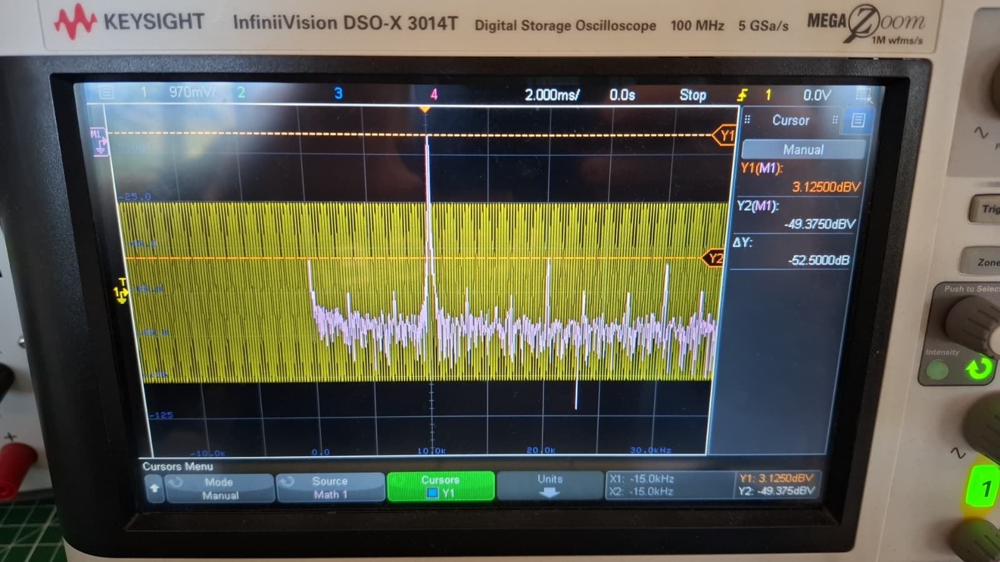 KEYSIGHT InfiniiVision DSO-X 3014T Digital Storage Oscilloscope 100 MHz 5 GSa/s MEGA Zoom
1M wfms/s
1 970mV/ 2 3 4 2.000ms/ 0.0s Stop 1 0.0V
Cursor
Manual
M1
Y1
Y1(M1):
3.12500dBV
-25.0
Y2(M1):
-49.3750dBV
-45.0
ΔY:
-52.5000dB
Y2
T
1
-125
-10.0k 0.0 10.0k 20.0k 30.0kHz
Cursors Menu
Mode
Manual
Source
Math 1
Cursors
Y1
Units
X1: -15.0kHz
X2: -15.0kHz
Y1: 3.1250dBV
Y2: -49.375dBV
Trig
Zone
Push to Selec
Intensity
1